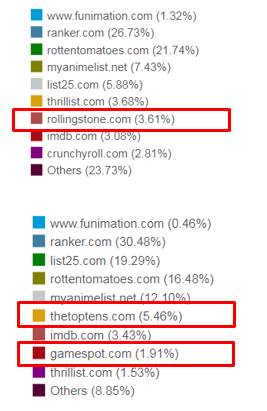 www.funimation.com (1.32%)
ranker.com (26.73%)
rottentomatoes.com (21.74%)
myanimelist.net (7.43%)
list25.com (5.88%)
thrillist.com (3.68%)
rollingstone.com (3.61%)
imdb.com (3.08%)
crunchyroll.com (2.81%)
Others (23.73%)
www.funimation.com (0.46%)
ranker.com (30.48%)
list25.com (19.29%)
rottentomatoes.com (16.48%)
myanimelist.net (12.10%)
thetoptens.com (5.46%)
imdb.com (3.43%)
gamespot.com (1.91%)
thrillist.com (1.53%)
Others (8.85%)